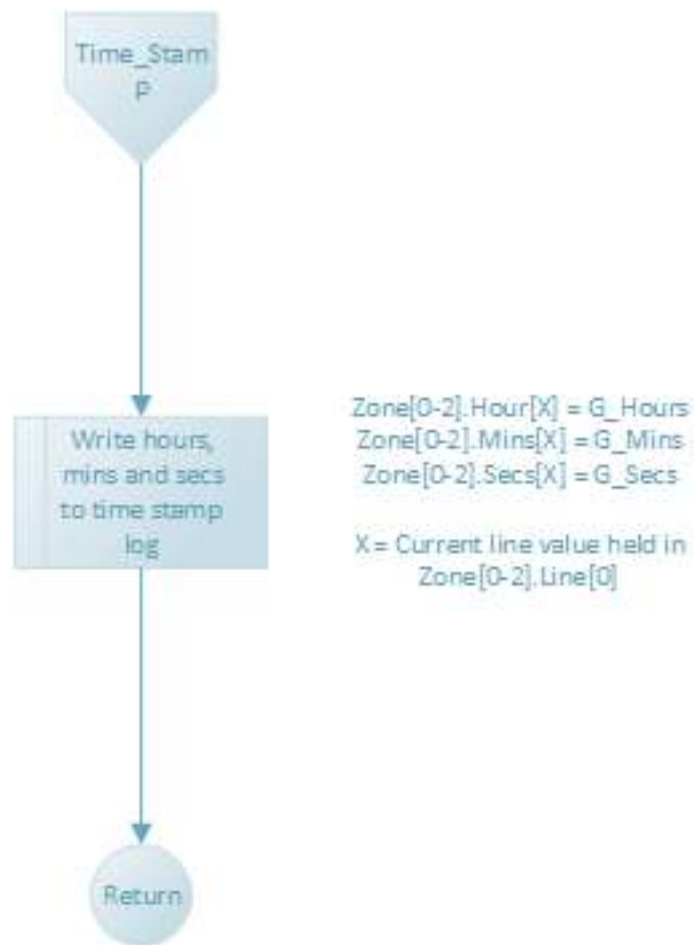 Time_Stam
p
Zone[0-2].Hour[X] = G_Hours
Zone[0-2].Mins[X] = G_Mins
Zone[0-2].Secs[X] = G_Secs
X = Current line value held in
Zone[0-2].Line[0]
Write hours,
mins and secs
to time stamp
log
Return